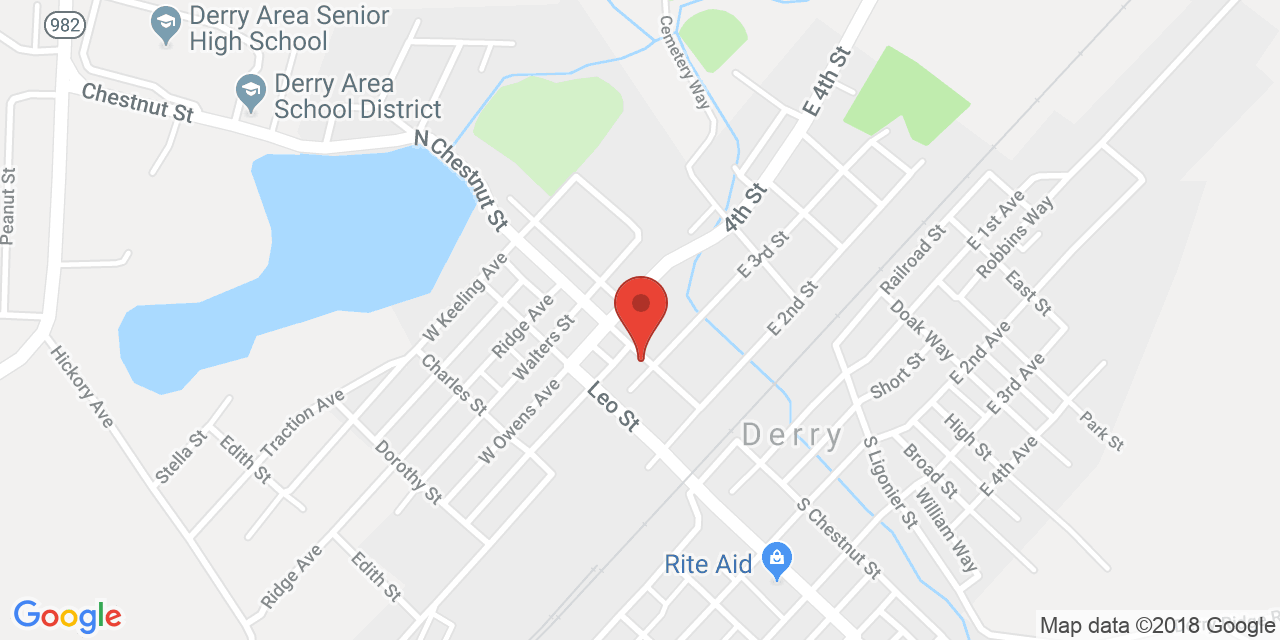 982
Derry Area Senior
High School
Derry Area
School District
Chestnut St
N Chestnut St
Cemetery Way
E 4th St
4th St
Peanut St
E 3rd St
E 2nd St
Railroad St
E 1st Ave
Robbins Way
East St
W Keeling Ave
Ridge Ave
Walters St
Doak Way
E 2nd Ave
Short St
E 3rd Ave
Hickory Ave
Charles St
W Owens Ave
Leo St
Traction Ave
Stella St
Edith St
Dorothy St
Derry
Park St
High St
S Ligonier St
Broad St
E 4th Ave
William Way
S Chestnut St
Ridge Ave
Edith St
Rite Aid
Google
Map data ©2018 Google